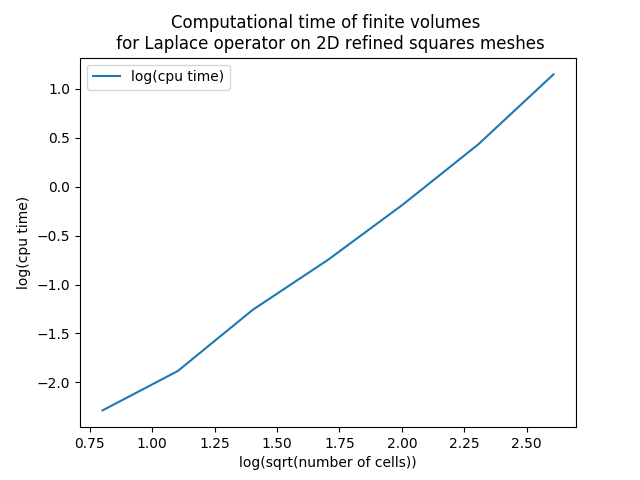 Computational time of finite volumes
for Laplace operator on 2D refined squares meshes
log(cpu time)
1.0
0.5
0.0
−0.5
−1.0
−1.5
−2.0
log(cpu time)
0.75 1.00 1.25 1.50 1.75 2.00 2.25 2.50
log(sqrt(number of cells))